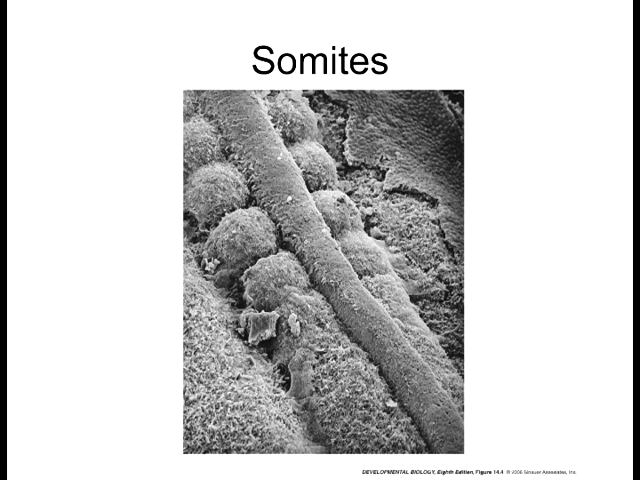 Somites
DEVELOPMENTAL BIOLOGY, Eighth Edition, Figure 14.4 © 2006 Sinauer Associates, Inc.